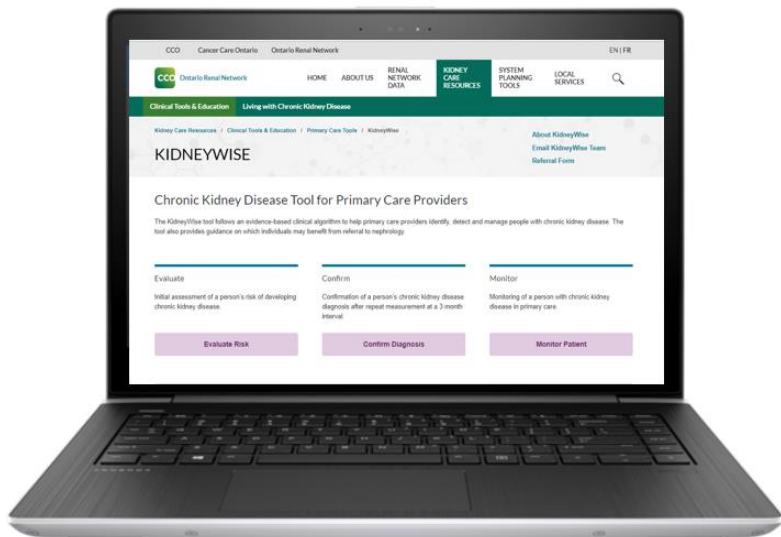 CCO Cancer Care Ontario Ontario Renal Network EN | FR
CCO Ontario Renal Network HOME ABOUT US RENAL NETWORK DATA KIDNEY CARE RESOURCES SYSTEM PLANNING TOOLS LOCAL SERVICES
Clinical Tools & Education Living with Chronic Kidney Disease
Kidney Care Resources / Clinical Tools & Education / Primary Care Tools / KidneyWise
KIDNEYWISE
About KidneyWise
Email KidneyWise Team
Referral Form
Chronic Kidney Disease Tool for Primary Care Providers
The KidneyWise tool follows an evidence-based clinical algorithm to help primary care providers identify, detect and manage people with chronic kidney disease. The
tool also provides guidance on which individuals may benefit from referral to nephrology.
Evaluate
Initial assessment of a person's risk of developing
chronic kidney disease.
Evaluate Risk
Confirm
Confirmation of a person's chronic kidney disease
diagnosis after repeat measurement at a 3 month
interval.
Confirm Diagnosis
Monitor
Monitoring of a person with chronic kidney
disease in primary care.
Monitor Patient